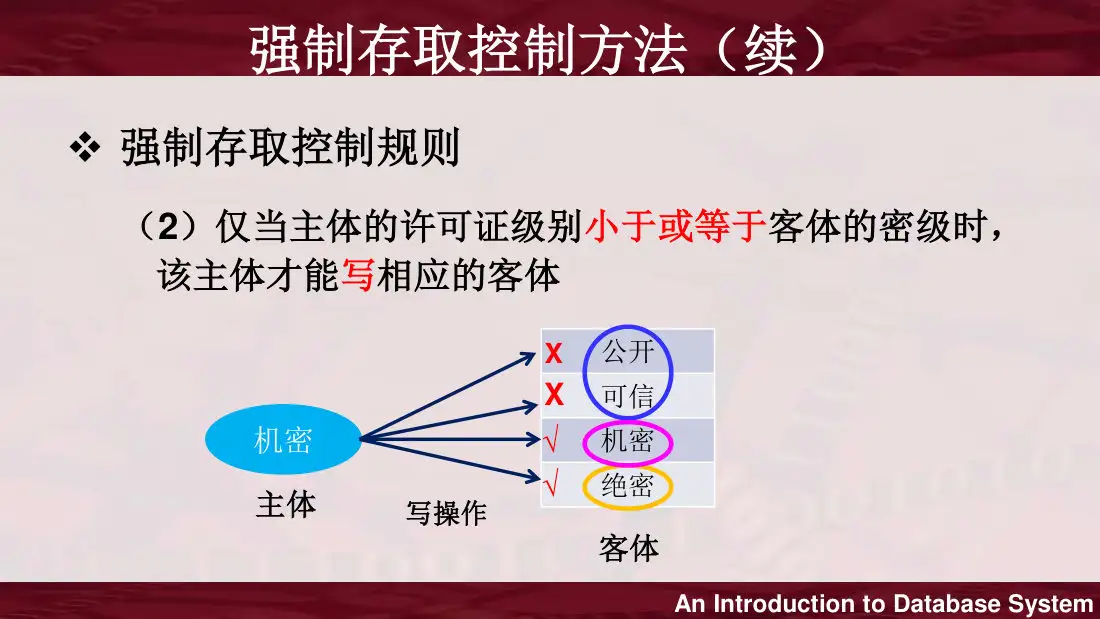 强制存取控制方法（续）
❖ 强制存取控制规则
（2）仅当主体的许可证级别小于或等于客体的密级时，
该主体才能写相应的客体
X 公开
X 可信
√ 机密
√ 绝密
机密
主体
写操作
客体
An Introduction to Database System